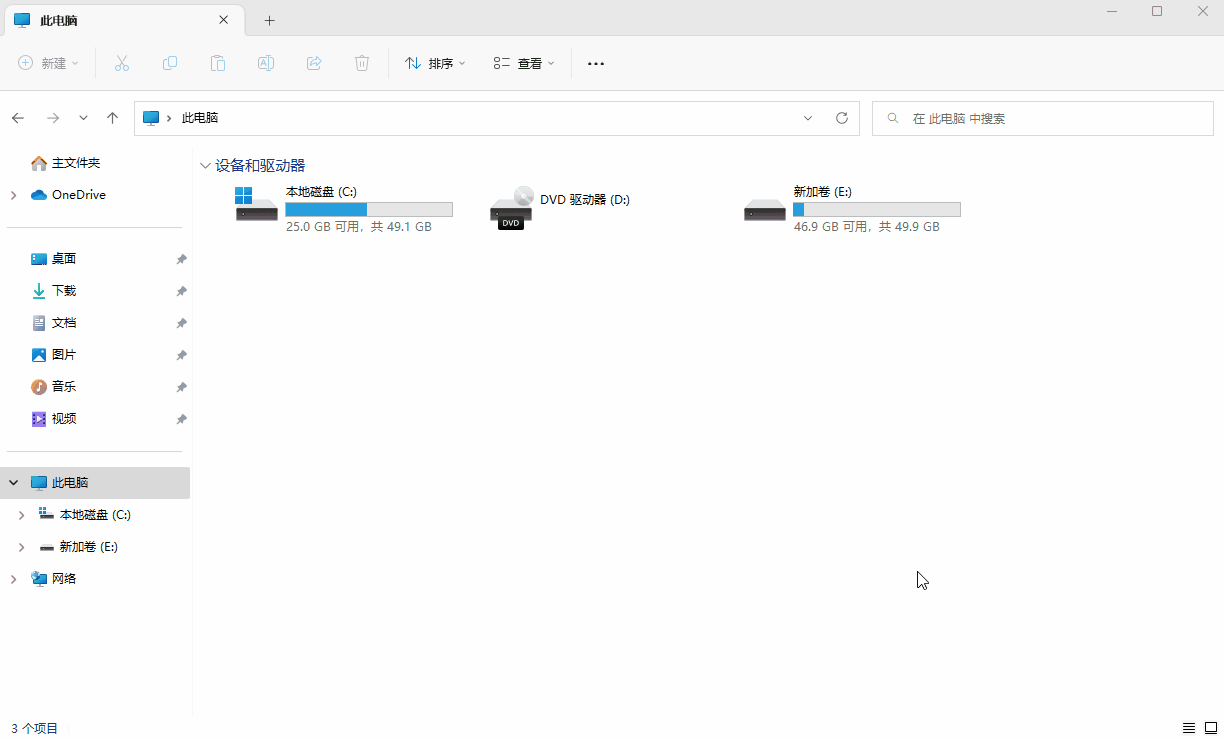 此电脑
新建
排序
查看
此电脑
在 此电脑 中搜索
主文件夹
OneDrive
桌面
下载
文档
图片
音乐
视频
此电脑
本地磁盘 (C:)
新加卷 (E:)
网络
设备和驱动器
本地磁盘 (C:)
25.0 GB 可用，共 49.1 GB
DVD
DVD 驱动器 (D:)
新加卷 (E:)
46.9 GB 可用，共 49.9 GB
3 个项目